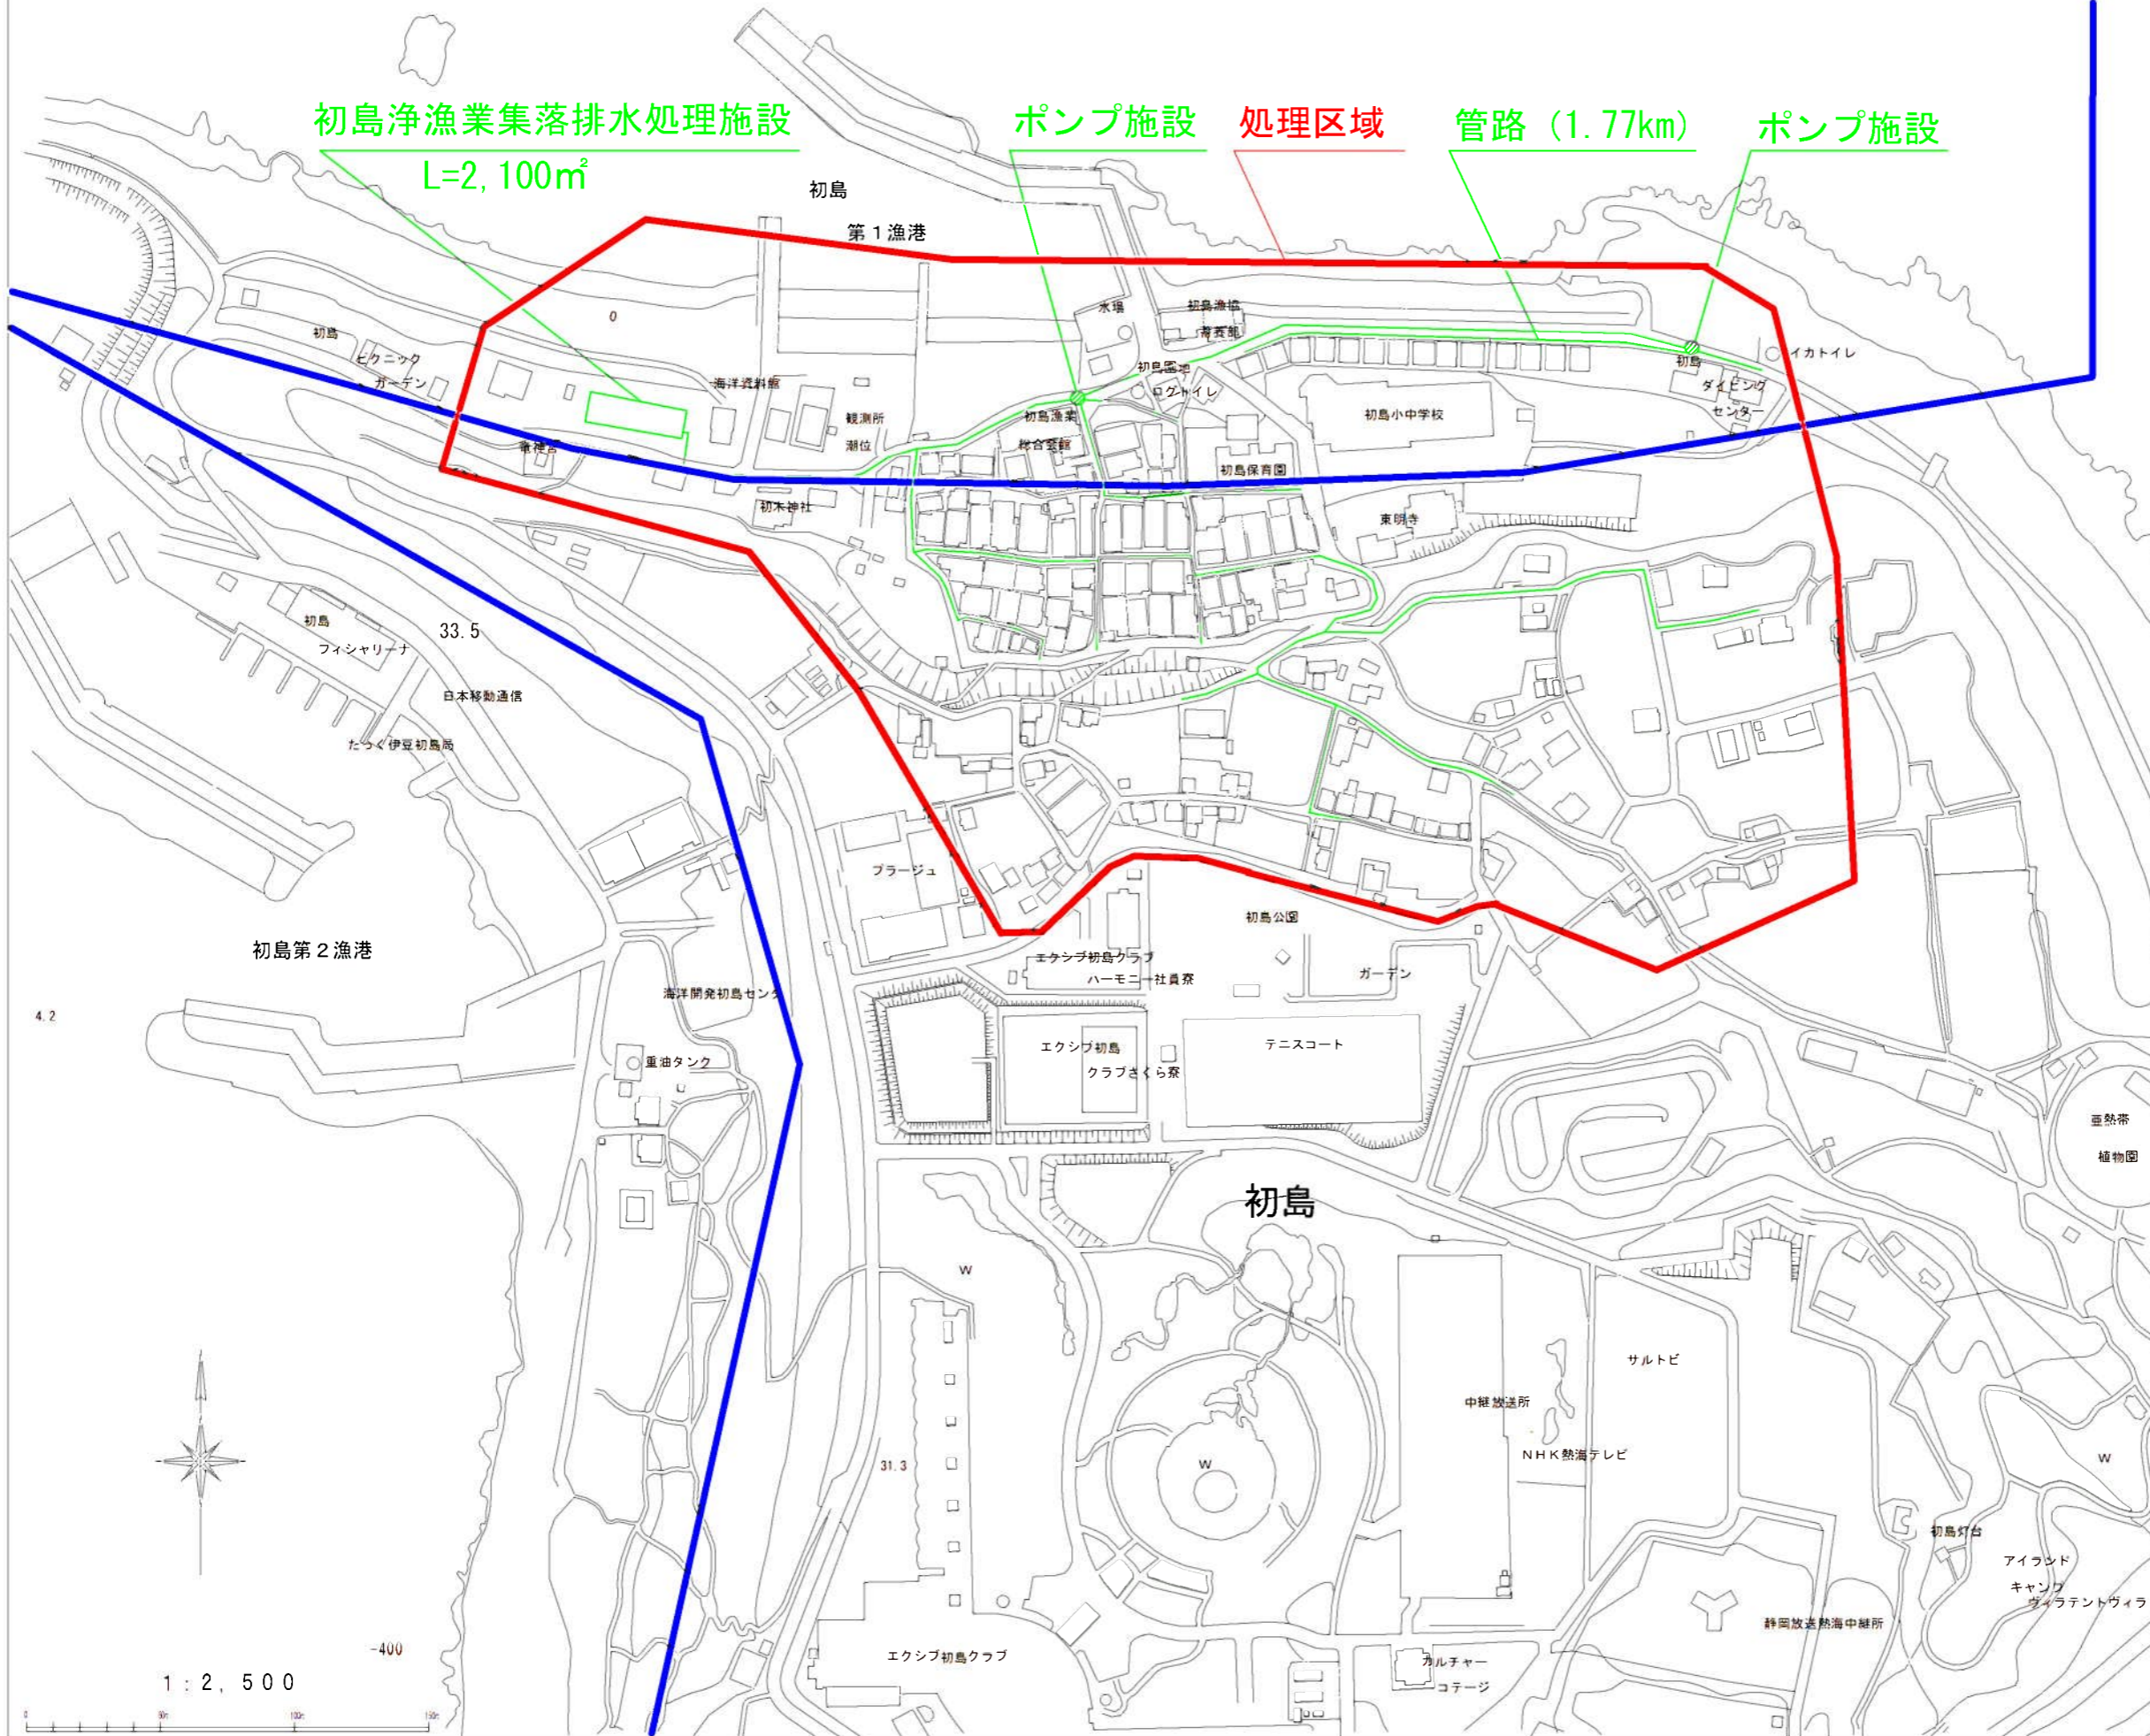 初島浄漁業集落排水処理施設
L=2,100㎡
ポンプ施設
処理区域
管路 (1.77km)
ポンプ施設
初島
第1漁港
0
初島
ピクニック
ガーデン
海洋資料館
観測所
潮位
竜神宮
初木神社
初島漁業
総合会館
初島漁協
初島園地
ログトイレ
初島小中学校
初島保育園
東明寺
初島
ダイビング
センター
イカトイレ
初島
フィシャリーナ
33.5
日本移動通信
伊豆初島局
プラージュ
初島第2漁港
4.2
海洋開発初島センタ
重油タンク
初島公園
ガーデン
エクシブ初島クラブ
ハーモニー社員寮
エクシブ初島
クラブさくら寮
テニスコート
亜熱帯
植物園
初島
W
サルトビ
中継放送所
NHK熱海テレビ
W
W
31.3
初島灯台
アイランド
キャンプ
ヴィラテントヴィラ
静岡放送熱海中継所
エクシブ初島クラブ
カルチャー
コテージ
-400
1:2,500
0
50m
100m
150m